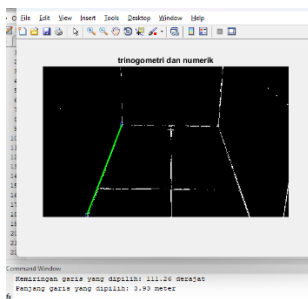 File Edit View Insert Tools Desktop Window Help
trinogometri dan numerik
Command Window
Kemiringan garis yang dipilih: 111.26 derajat
Panjang garis yang dipilih: 3.93 meter
fx